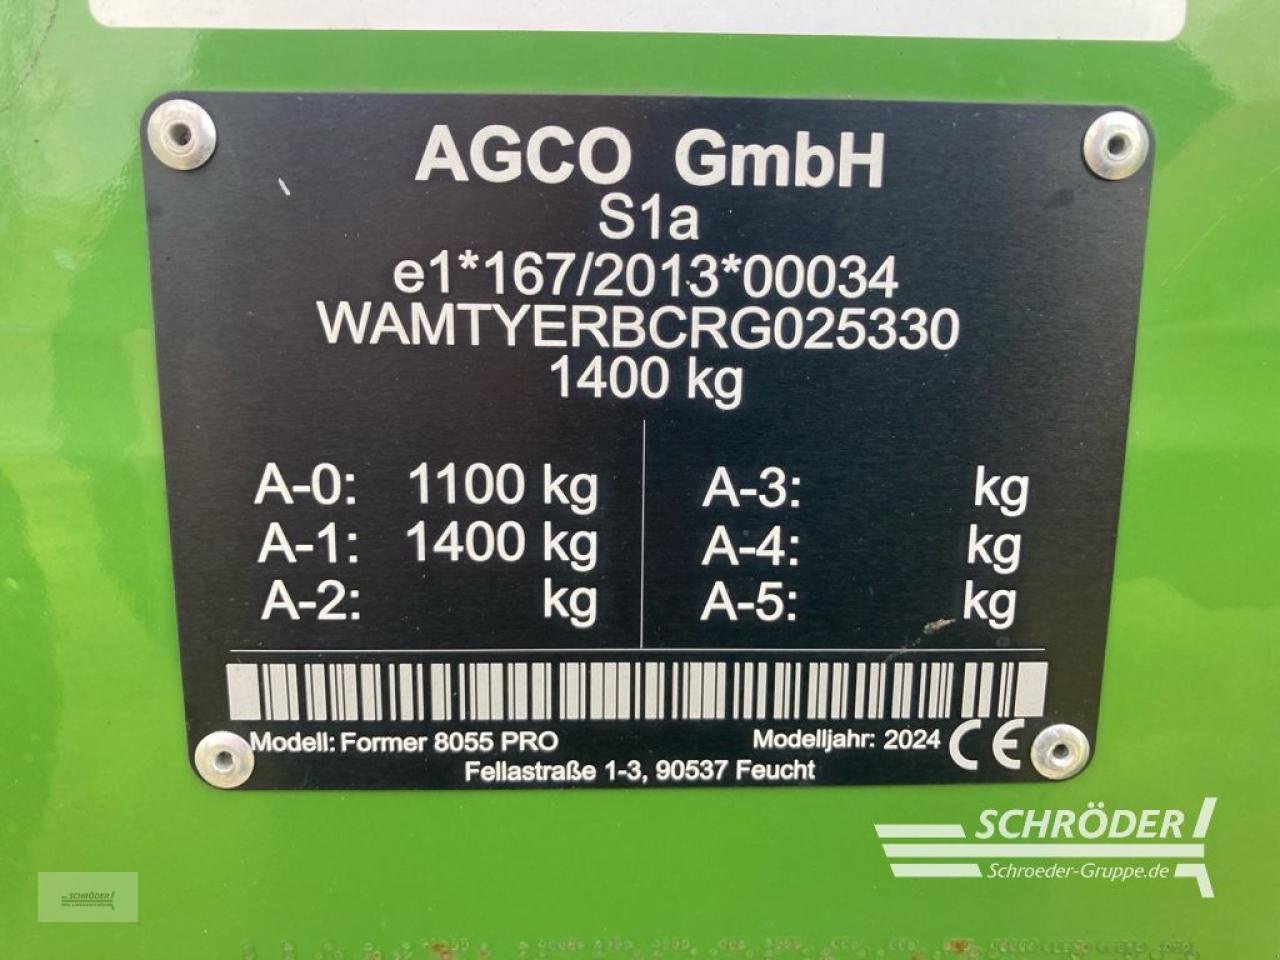 AGCO GmbH
S1a
e1*167/2013*00034
WAMTYERBCRG025330
1400 kg
A-0: 1100 kg
A-1: 1400 kg
A-2: kg
A-3: kg
A-4: kg
A-5: kg
Modell: Former 8055 PRO
Modelljahr: 2024 CE
Fellastraße 1-3, 90537 Feucht
SCHRÖDER
Schroeder-Gruppe.de
SCHRÖDER